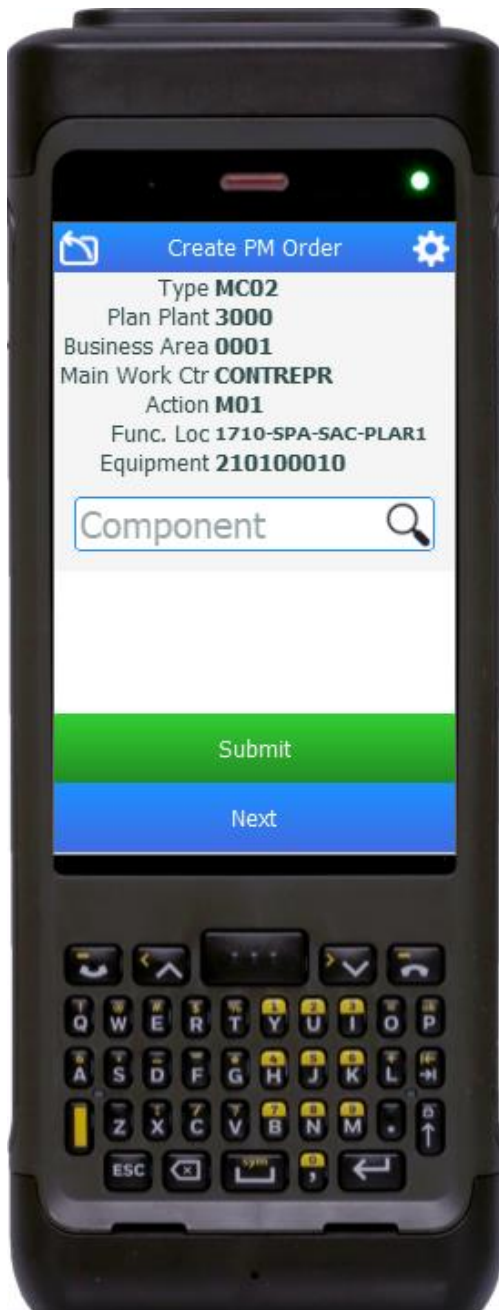 Create PM Order
Type MC02
Plan Plant 3000
Business Area 0001
Main Work Ctr CONTREPR
Action M01
Func. Loc 1710-SPA-SAC-PLAR1
Equipment 210100010
Component
Submit
Next
Q W E R T Y U I O P
A S D F G H J K L
Z X C V B N M .
ESC sym ,